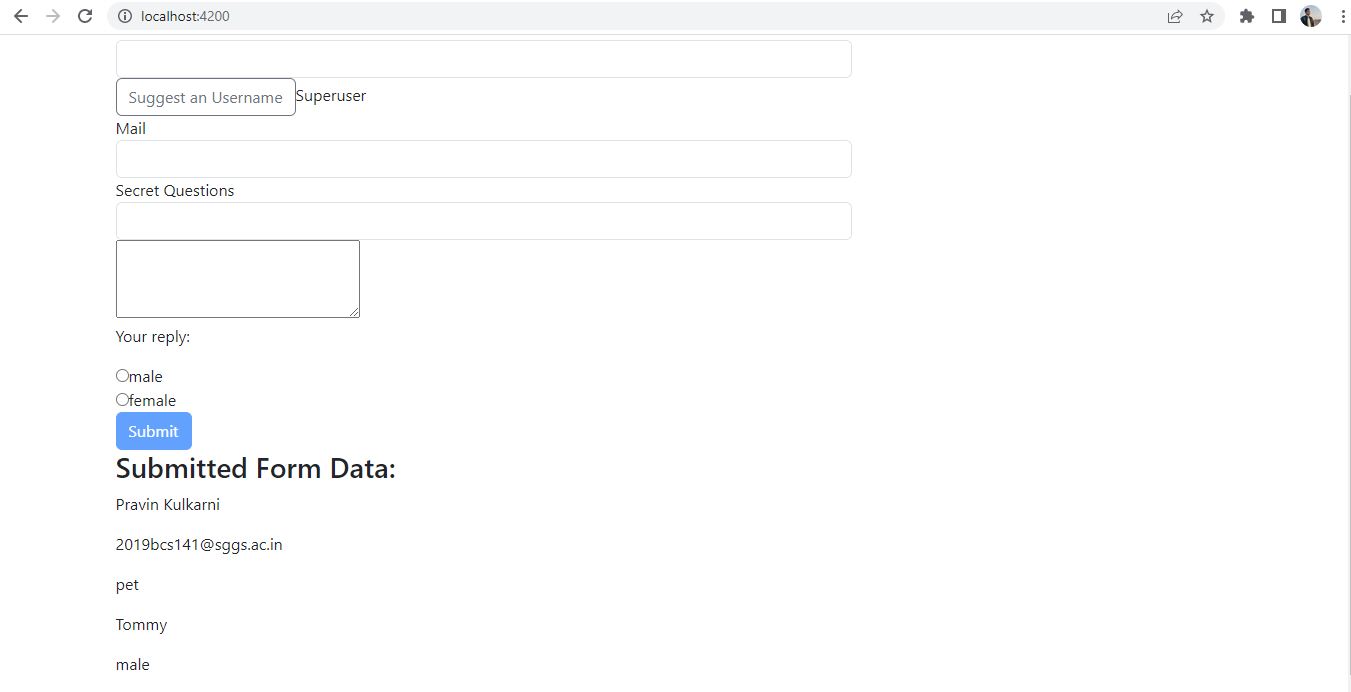 localhost:4200
Suggest an Username Superuser
Mail
Secret Questions
Your reply:
male
female
Submit
Submitted Form Data:
Pravin Kulkarni
2019bcs141@sggs.ac.in
pet
Tommy
male